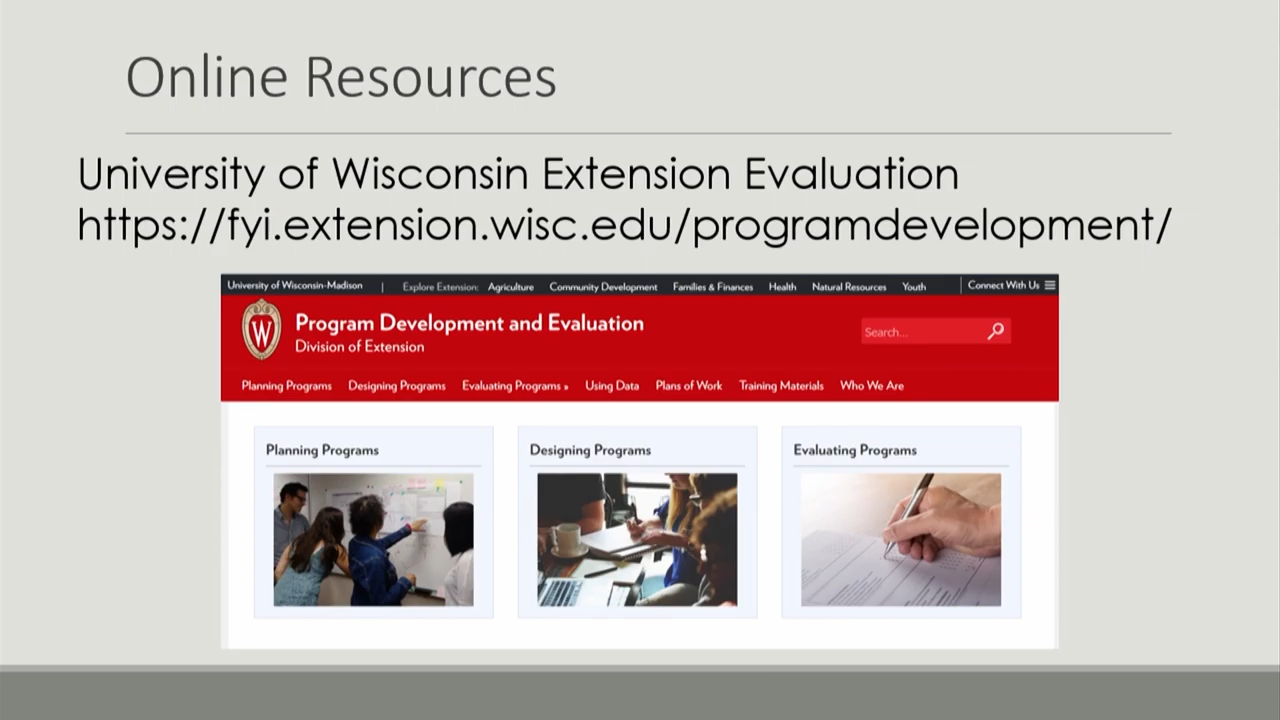 Online Resources
University of Wisconsin Extension Evaluation
https://fyi.extension.wisc.edu/programdevelopment/
University of Wisconsin-Madison | Explore Extension: Agriculture Community Development Families & Finances Health Natural Resources Youth Connect With Us
W
Program Development and Evaluation
Division of Extension
Search...
Planning Programs Designing Programs Evaluating Programs » Using Data Plans of Work Training Materials Who We Are
Planning Programs Designing Programs Evaluating Programs